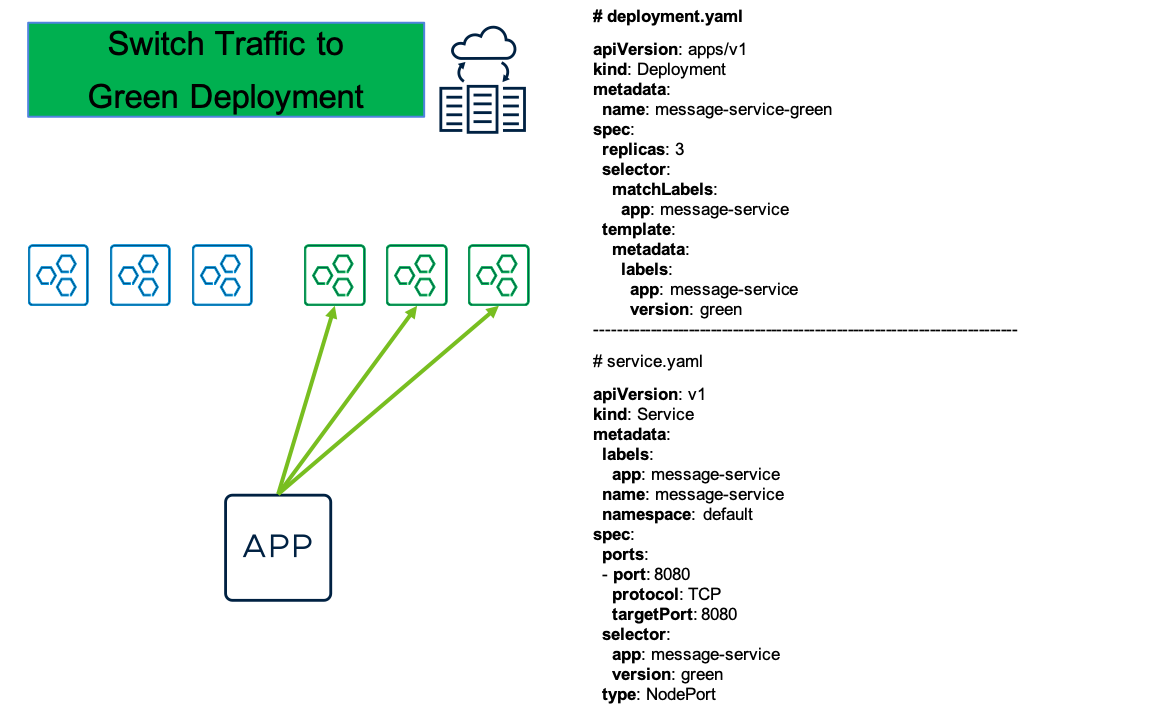 Switch Traffic to
Green Deployment
APP
# deployment.yaml
apiVersion: apps/v1
kind: Deployment
metadata:
  name: message-service-green
spec:
  replicas: 3
  selector:
    matchLabels:
      app: message-service
  template:
    metadata:
      labels:
        app: message-service
        version: green
------------------------------------------------------------------------
# service.yaml
apiVersion: v1
kind: Service
metadata:
  labels:
    app: message-service
  name: message-service
  namespace: default
spec:
  ports:
  - port: 8080
    protocol: TCP
    targetPort: 8080
  selector:
    app: message-service
    version: green
  type: NodePort